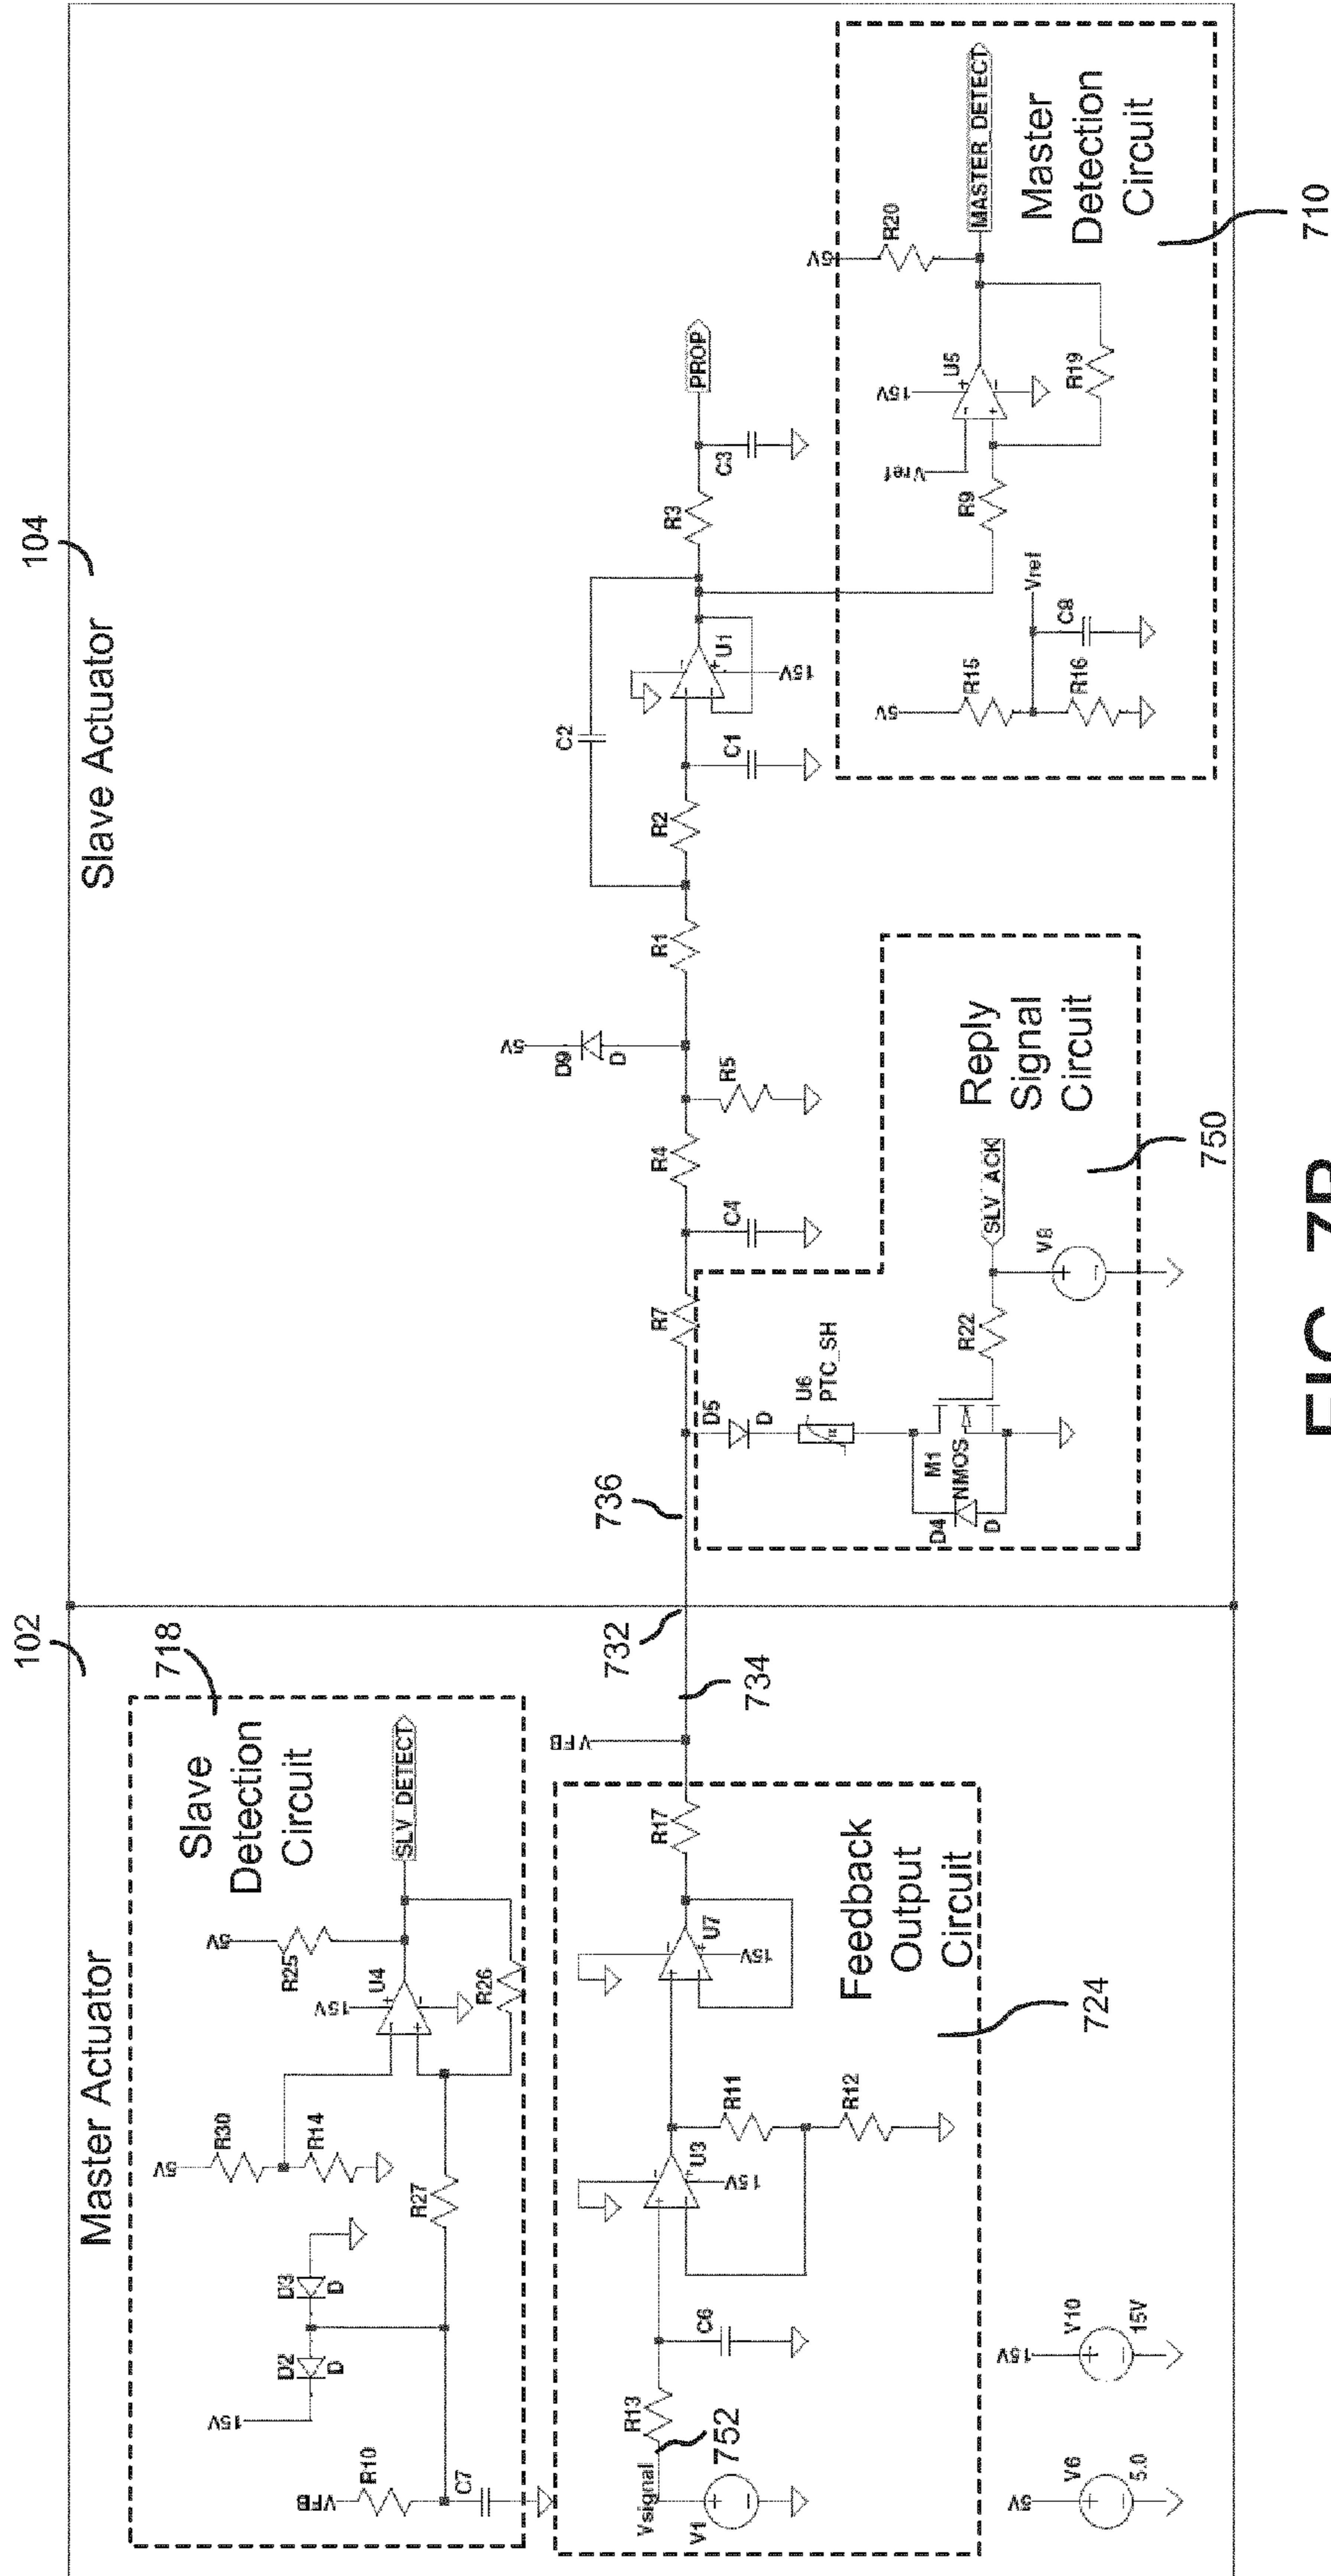 102
Master Actuator
718
Slave
Detection
Circuit
VFB
R10
C7
15V
D2
D
D3
D
5V
R30
R14
R27
15V
U4
5V
R25
R26
SLV_DETECT
Vsignal
752
V1
R13
C6
U3
15V
R11
R12
U7
15V
R17
Feedback
Output
Circuit
724
VFB
734
732
5V
V6
5.0
15V
V10
15V
104
Slave Actuator
736
D5
D
U6
PTC_SH
M1
NMOS
D4
D
R22
SLV_ACK
V8
Reply
Signal
Circuit
750
R7
C4
R4
R5
5V
D9
D
R1
R2
C2
C1
U1
15V
R3
C3
PROP
5V
R15
R16
Vref
C8
R9
Vref
15V
U5
R19
5V
R20
MASTER_DETECT
Master
Detection
Circuit
710
FIG. 7B